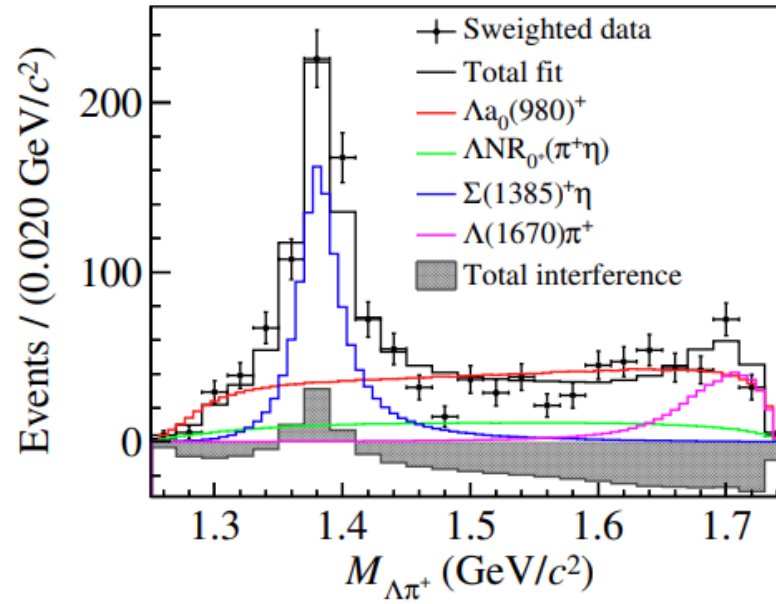 Events / (0.020 GeV/c²)
200
100
0
Sweighted data
Total fit
Λa₀(980)⁺
ΛNR₀₊(π⁺η)
Σ(1385)⁺η
Λ(1670)π⁺
Total interference
1.3 1.4 1.5 1.6 1.7
M_Λπ⁺ (GeV/c²)